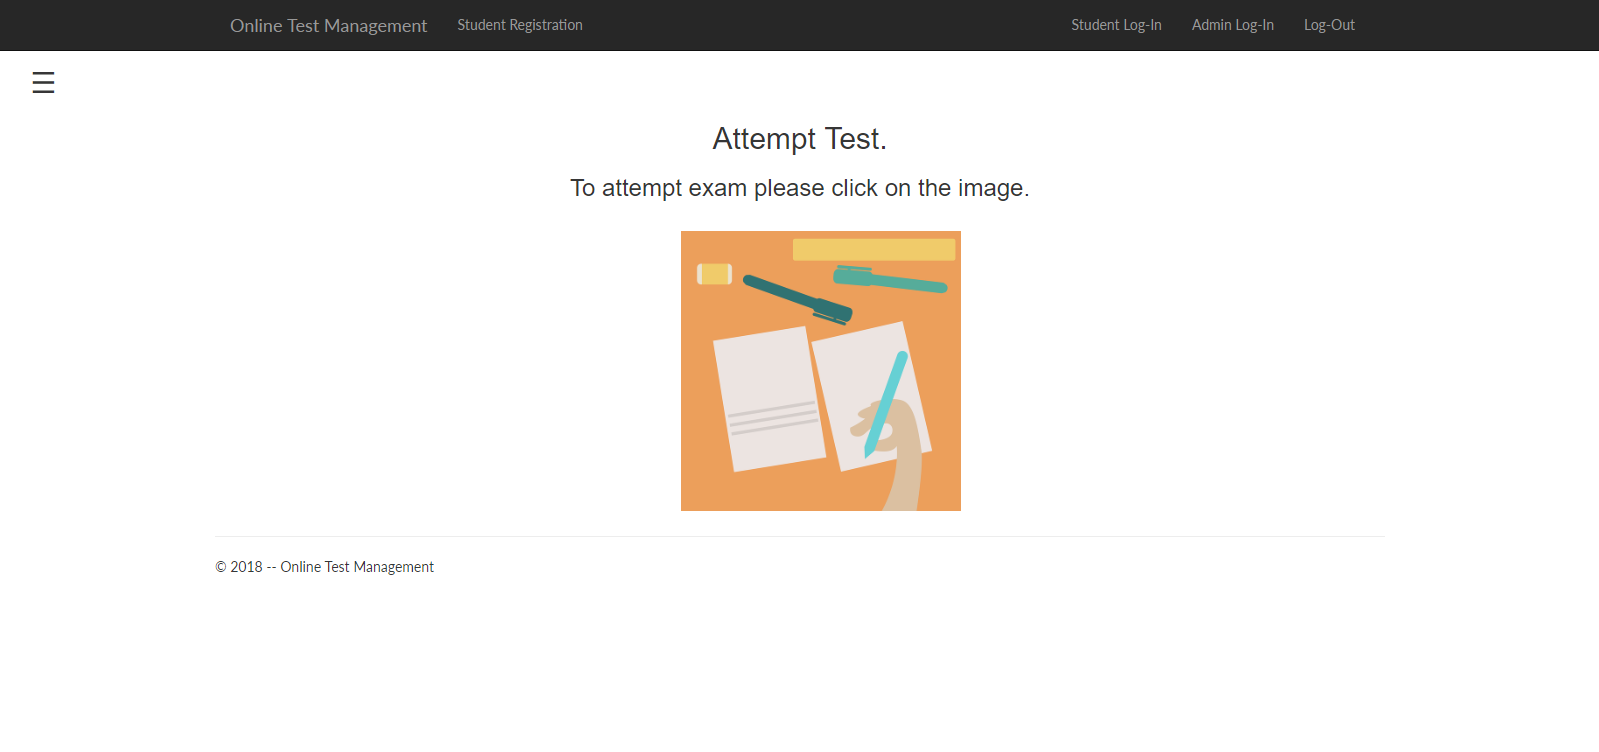 Online Test Management Student Registration Student Log-In Admin Log-In Log-Out
Attempt Test.
To attempt exam please click on the image.
© 2018 -- Online Test Management